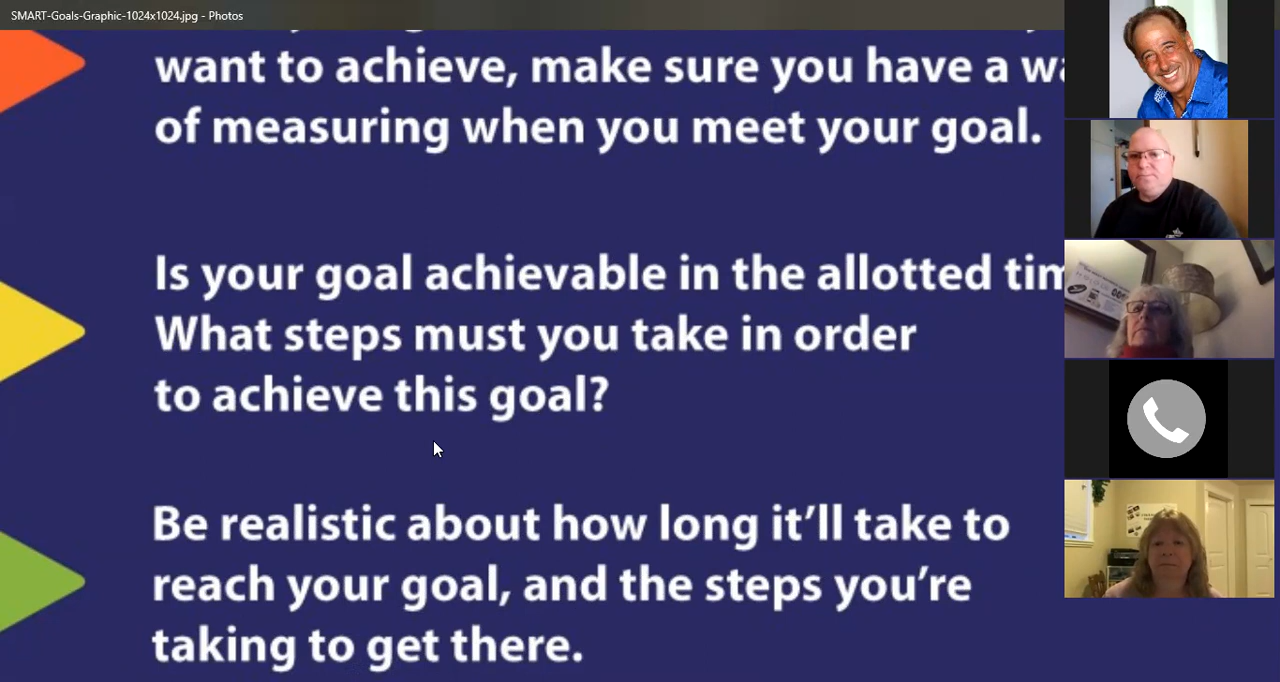 SMART-Goals-Graphic-1024x1024.jpg - Photos
want to achieve, make sure you have a
of measuring when you meet your goal.
Is your goal achievable in the allotted
What steps must you take in order
to achieve this goal?
Be realistic about how long it’ll take to
reach your goal, and the steps you’re
taking to get there.